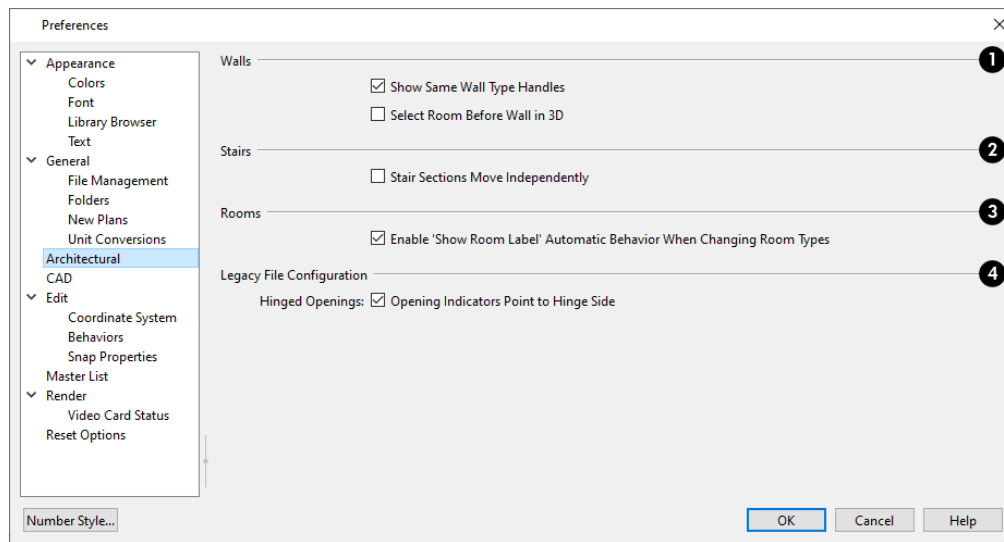 Preferences
Appearance
Colors
Font
Library Browser
Text
General
File Management
Folders
New Plans
Unit Conversions
Architectural
CAD
Edit
Coordinate System
Behaviors
Snap Properties
Master List
Render
Video Card Status
Reset Options
Walls 1
Show Same Wall Type Handles
Select Room Before Wall in 3D
Stairs 2
Stair Sections Move Independently
Rooms 3
Enable 'Show Room Label' Automatic Behavior When Changing Room Types
Legacy File Configuration 4
Hinged Openings: Opening Indicators Point to Hinge Side
Number Style... OK Cancel Help